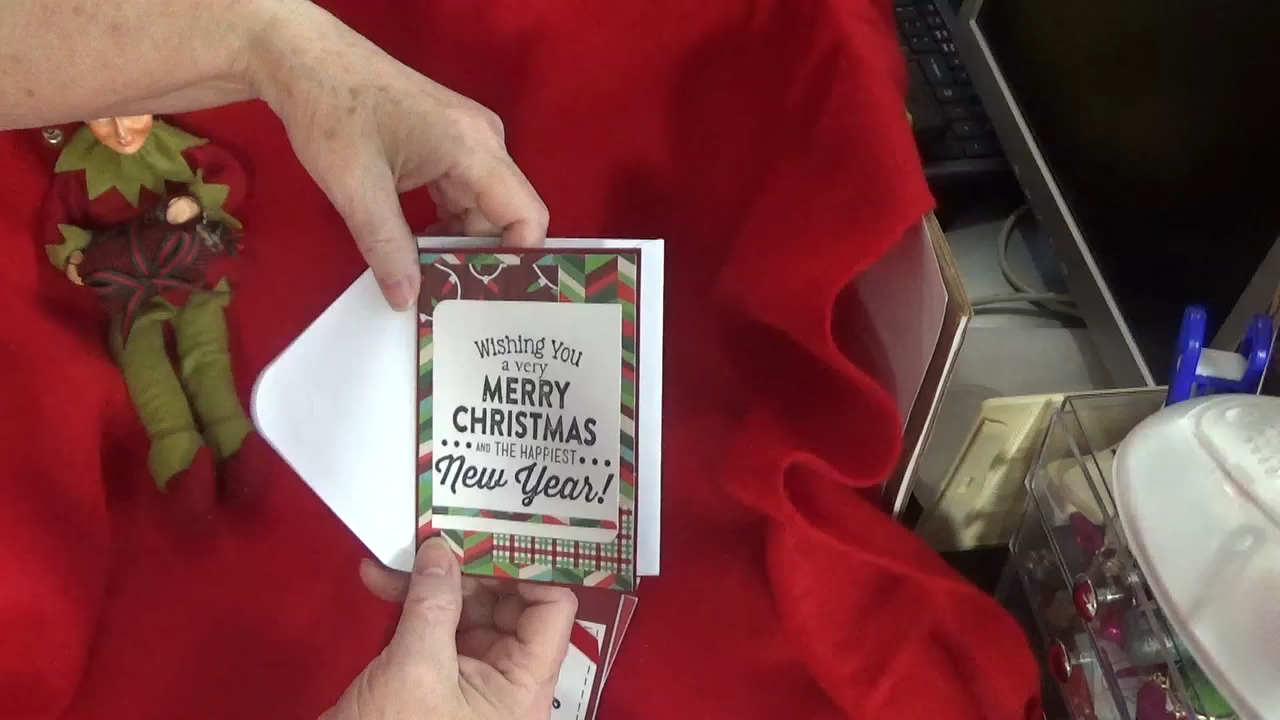 Wishing You
a very
MERRY
CHRISTMAS
AND THE HAPPIEST
New Year!